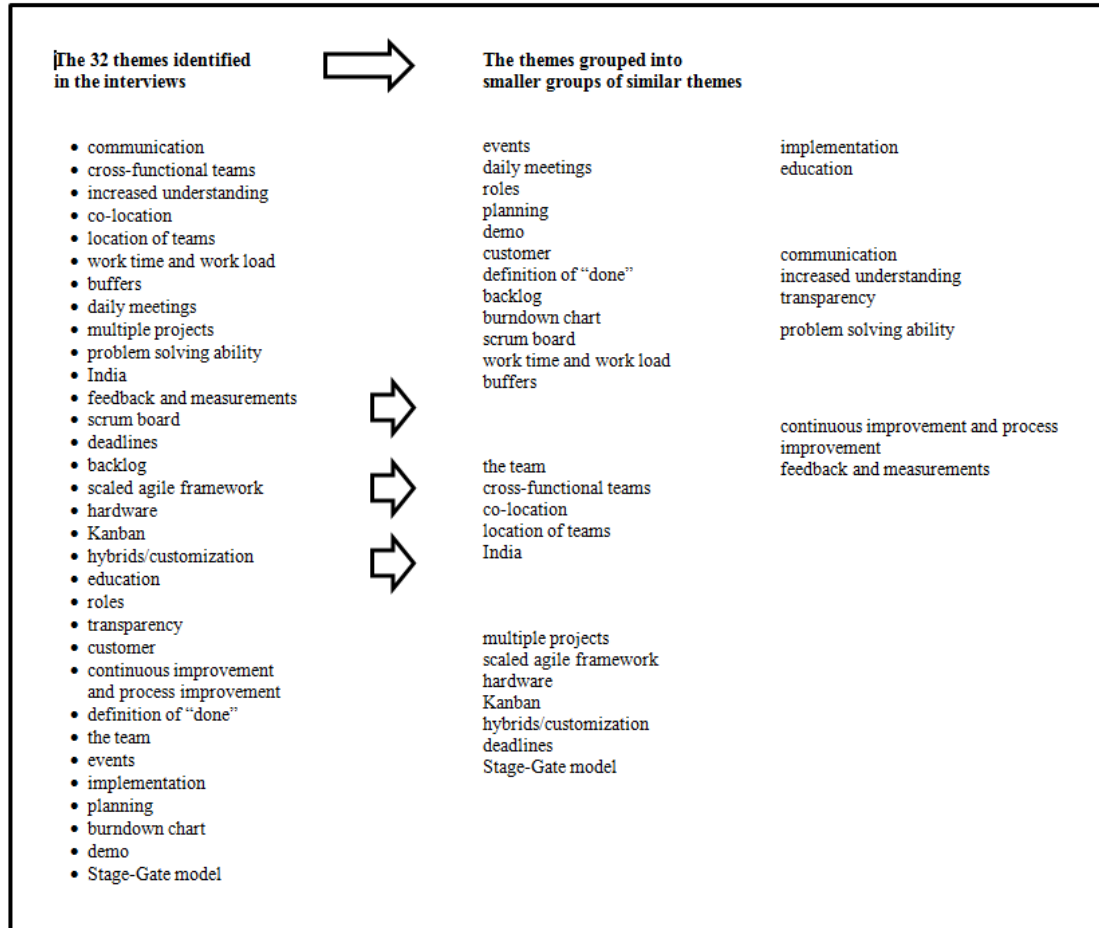 The 32 themes identified
in the interviews
The themes grouped into
smaller groups of similar themes
• communication
• cross-functional teams
• increased understanding
• co-location
• location of teams
• work time and work load
• buffers
• daily meetings
• multiple projects
• problem solving ability
• India
• feedback and measurements
• scrum board
• deadlines
• backlog
• scaled agile framework
• hardware
• Kanban
• hybrids/customization
• education
• roles
• transparency
• customer
• continuous improvement
and process improvement
• definition of “done”
• the team
• events
• implementation
• planning
• burndown chart
• demo
• Stage-Gate model
events
daily meetings
roles
planning
demo
customer
definition of “done”
backlog
burndown chart
scrum board
work time and work load
buffers
the team
cross-functional teams
co-location
location of teams
India
multiple projects
scaled agile framework
hardware
Kanban
hybrids/customization
deadlines
Stage-Gate model
implementation
education
communication
increased understanding
transparency
problem solving ability
continuous improvement and process
improvement
feedback and measurements